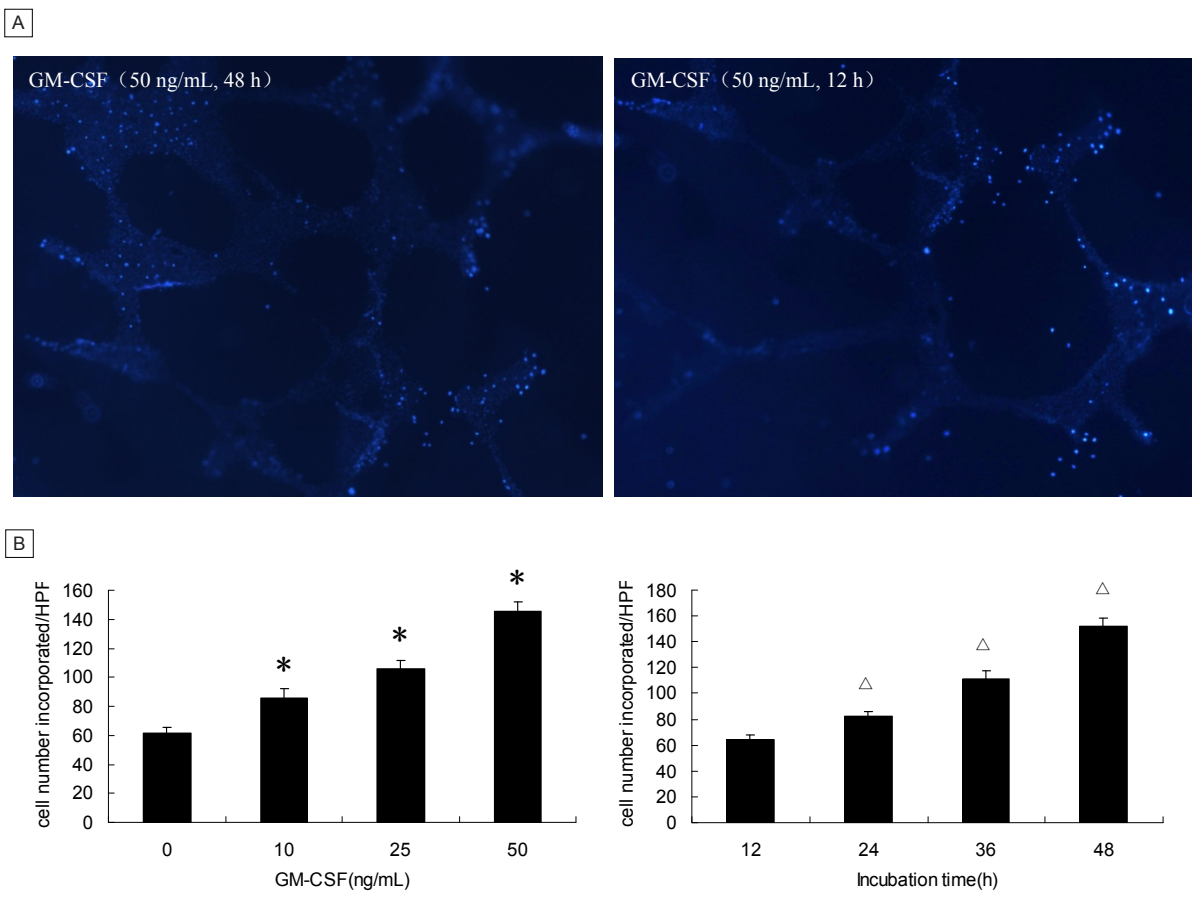 A
GM-CSF（50 ng/mL, 48 h）
GM-CSF（50 ng/mL, 12 h）
B
cell number incorporated/HPF
160
140
120
100
80
60
40
20
0
*
*
*
0 10 25 50
GM-CSF(ng/mL)
cell number incorporated/HPF
180
160
140
120
100
80
60
40
20
0
△
△
△
12 24 36 48
Incubation time(h)